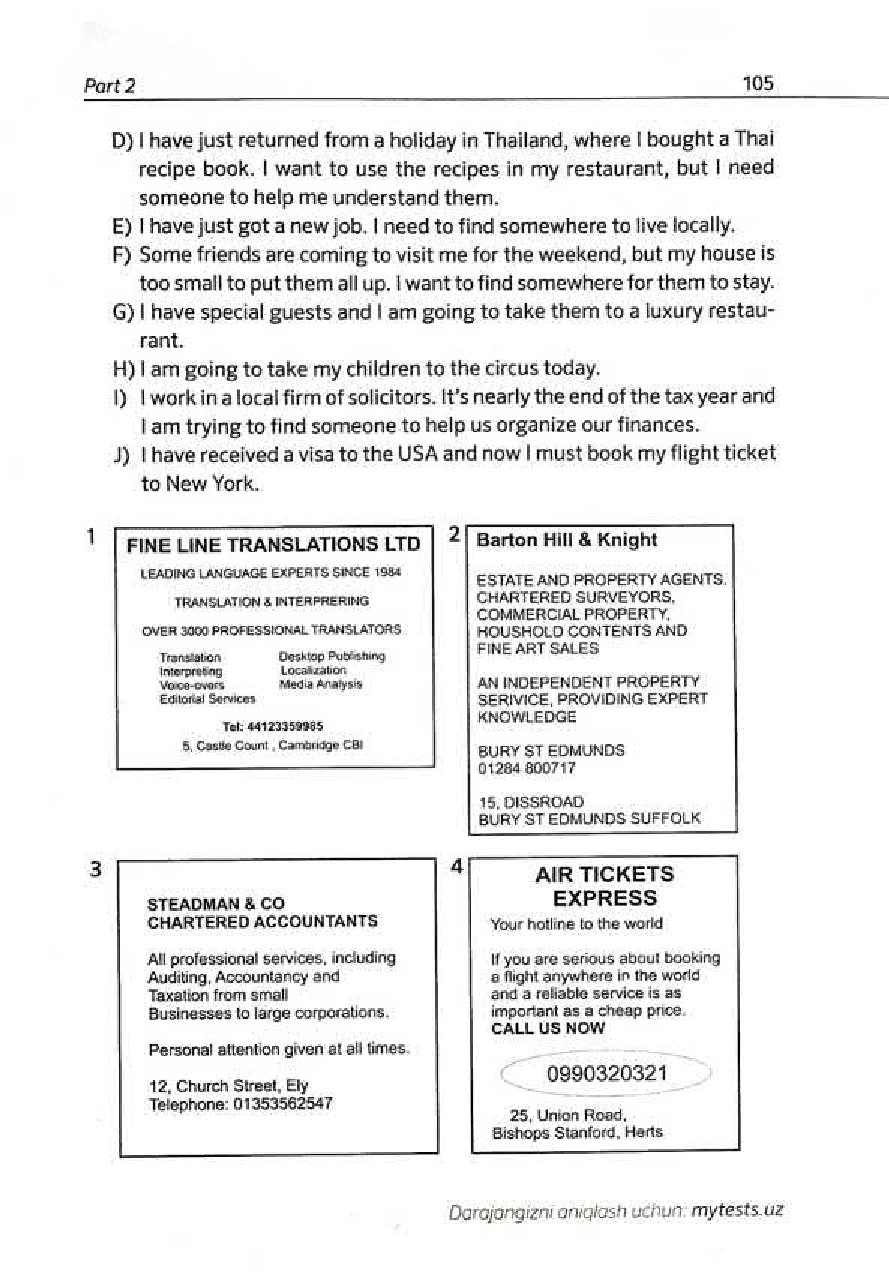 Part 2
105
D) I have just returned from a holiday in Thailand, where I bought a Thai
recipe book. I want to use the recipes in my restaurant, but I need
someone to help me understand them.
E) I have just got a new job. I need to find somewhere to live locally.
F) Some friends are coming to visit me for the weekend, but my house is
too small to put them all up. I want to find somewhere for them to stay.
G) I have special guests and I am going to take them to a luxury restau-
rant.
H) I am going to take my children to the circus today.
I) I work in a local firm of solicitors. It's nearly the end of the tax year and
I am trying to find someone to help us organize our finances.
J) I have received a visa to the USA and now I must book my flight ticket
to New York.
1
FINE LINE TRANSLATIONS LTD
LEADING LANGUAGE EXPERTS SINCE 1984
TRANSLATION & INTERPRERING
OVER 3000 PROFESSIONAL TRANSLATORS
Translation Desktop Publishing
Interpreting Localization
Voice-overs Media Analysis
Editorial Services
Tel: 44123359985
5, Castle Count , Cambridge CBI
2
Barton Hill & Knight
ESTATE AND PROPERTY AGENTS.
CHARTERED SURVEYORS,
COMMERCIAL PROPERTY,
HOUSHOLD CONTENTS AND
FINE ART SALES
AN INDEPENDENT PROPERTY
SERIVICE, PROVIDING EXPERT
KNOWLEDGE
BURY ST EDMUNDS
01284 800717
15, DISSROAD
BURY ST EDMUNDS SUFFOLK
3
STEADMAN & CO
CHARTERED ACCOUNTANTS
All professional services, including
Auditing, Accountancy and
Taxation from small
Businesses to large corporations.
Personal attention given at all times.
12, Church Street, Ely
Telephone: 01353562547
4
AIR TICKETS
EXPRESS
Your hotline to the world
If you are serious about booking
a flight anywhere in the world
and a reliable service is as
important as a cheap price.
CALL US NOW
0990320321
25, Union Road,
Bishops Stanford, Herts
Darajangizni aniqlash uchun: mytests.uz